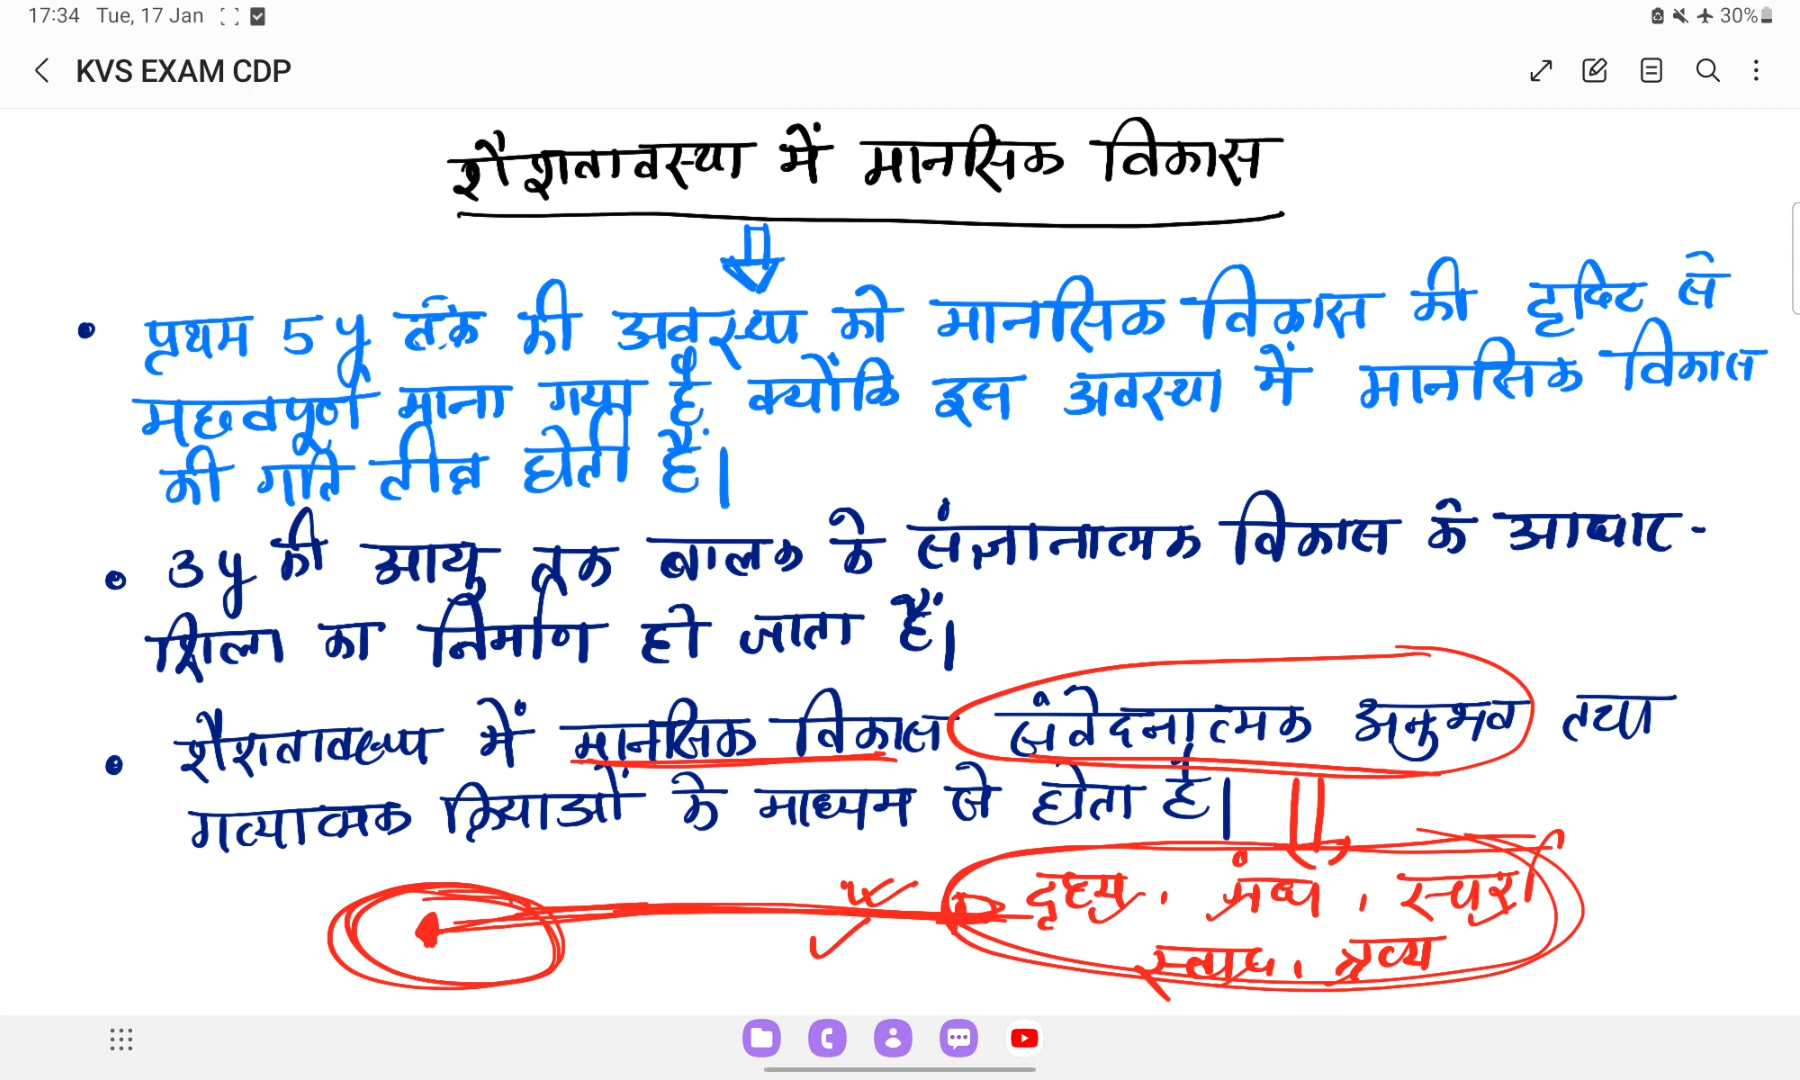 17:34 Tue, 17 Jan
30%
KVS EXAM CDP
शैशवावस्था में मानसिक विकास
प्रथम 5 y तक की अवस्था को मानसिक विकास की दृष्टि से
महत्वपूर्ण माना गया है क्योंकि इस अवस्था में मानसिक विकास
की गति तीव्र होती है।
3 y की आयु तक बालक के संज्ञानात्मक विकास के आधार-
शिला का निर्माण हो जाता है।
शैशवावस्था में मानसिक विकास संवेदनात्मक अनुभव तथा
गत्यात्मक क्रियाओं के माध्यम से होता है।
दृश्य, गंध, स्पर्श
स्वाद, श्रव्य